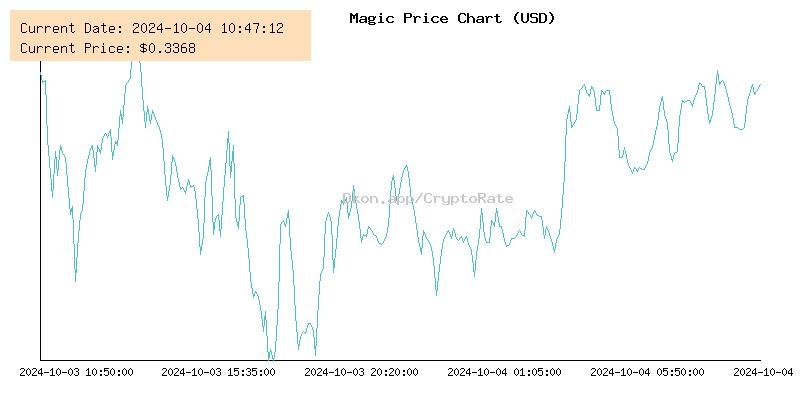 Magic Price Chart (USD)
Current Date: 2024-10-04 10:47:12
Current Price: $0.3368
Dxon.app/CryptoRate
2024-10-03 10:50:00
2024-10-03 15:35:00
2024-10-03 20:20:00
2024-10-04 01:05:00
2024-10-04 05:50:00
2024-10-04